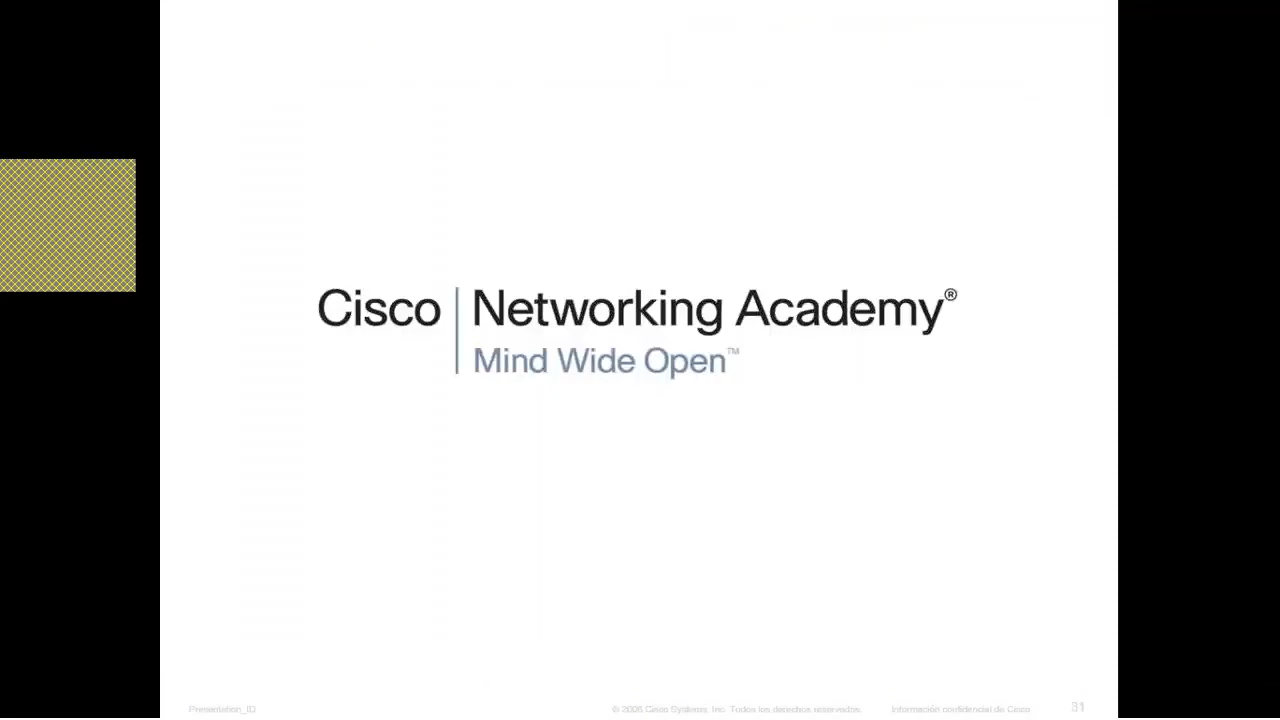 Cisco Networking Academy®
Mind Wide Open™
Presentation_ID © 2008 Cisco Systems, Inc. Todos los derechos reservados. Información confidencial de Cisco 31